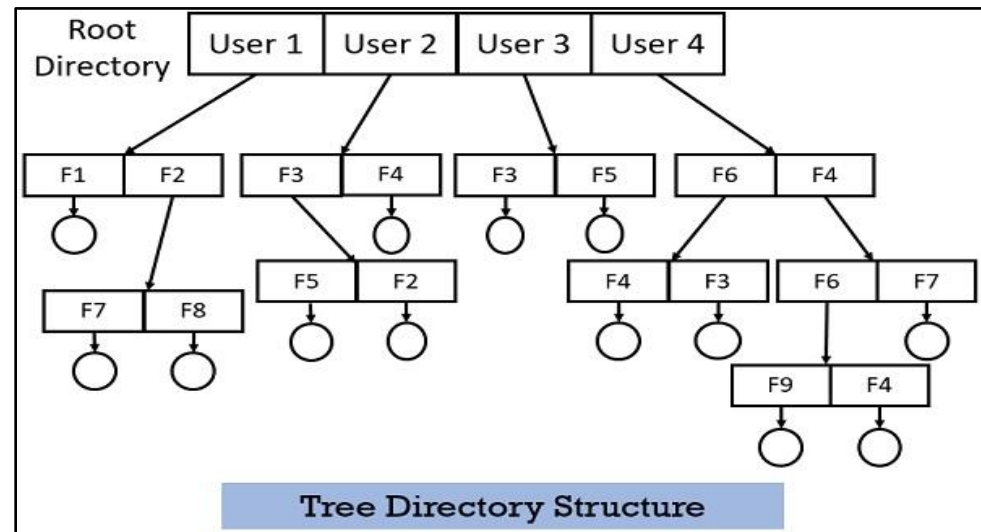 Root
Directory
User 1 User 2 User 3 User 4
F1 F2 F3 F4 F3 F5 F6 F4
F5 F2 F4 F3 F6 F7
F7 F8
F9 F4
Tree Directory Structure